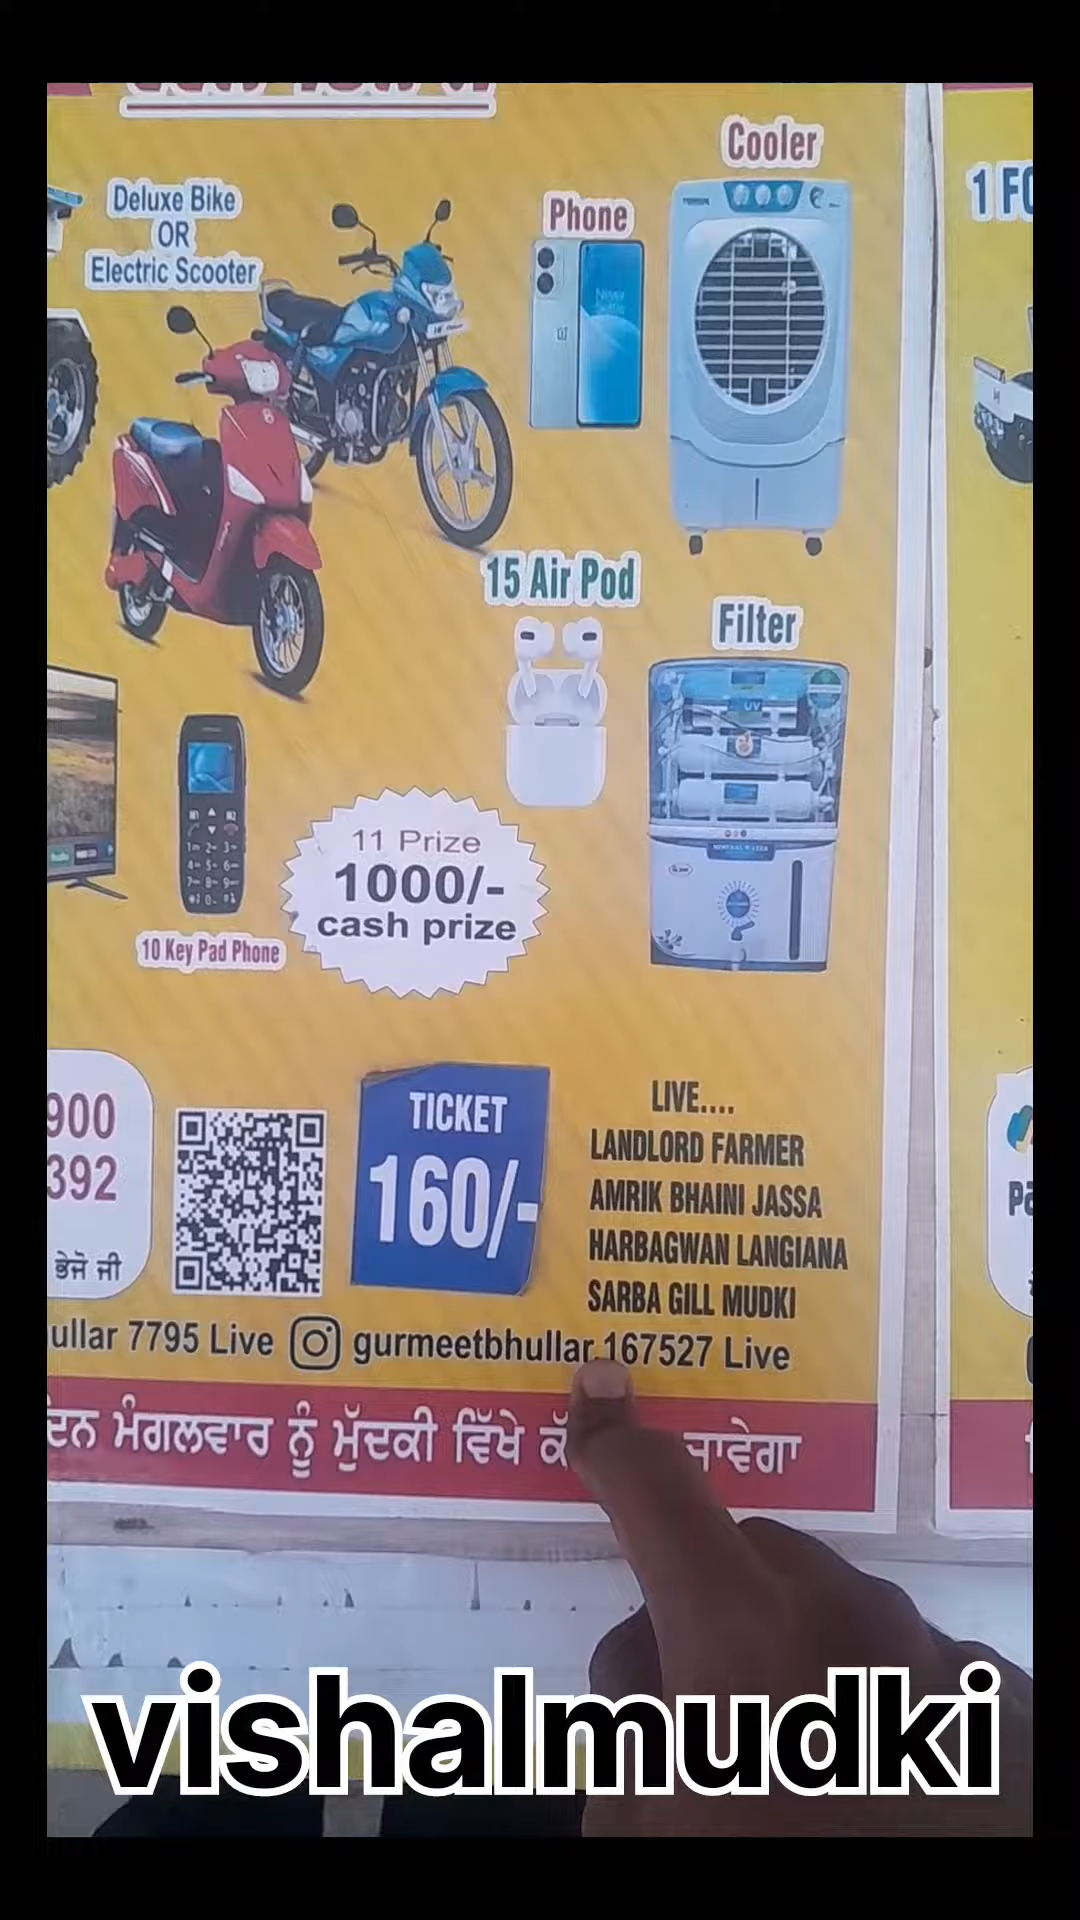 Cooler
Deluxe Bike
OR
Electric Scooter
Phone
1 FO
15 Air Pod
Filter
11 Prize
1000/-
cash prize
10 Key Pad Phone
900
392
ਭੇਜੋ ਜੀ
TICKET
160/-
LIVE....
LANDLORD FARMER
AMRIK BHAINI JASSA
HARBAGWAN LANGIANA
SARBA GILL MUDKI
ullar 7795 Live gurmeetbhullar.167527 Live
ਮੰਗਲਵਾਰ ਨੂੰ ਮੁੱਦਕੀ ਵਿੱਖੇ
vishalmudki